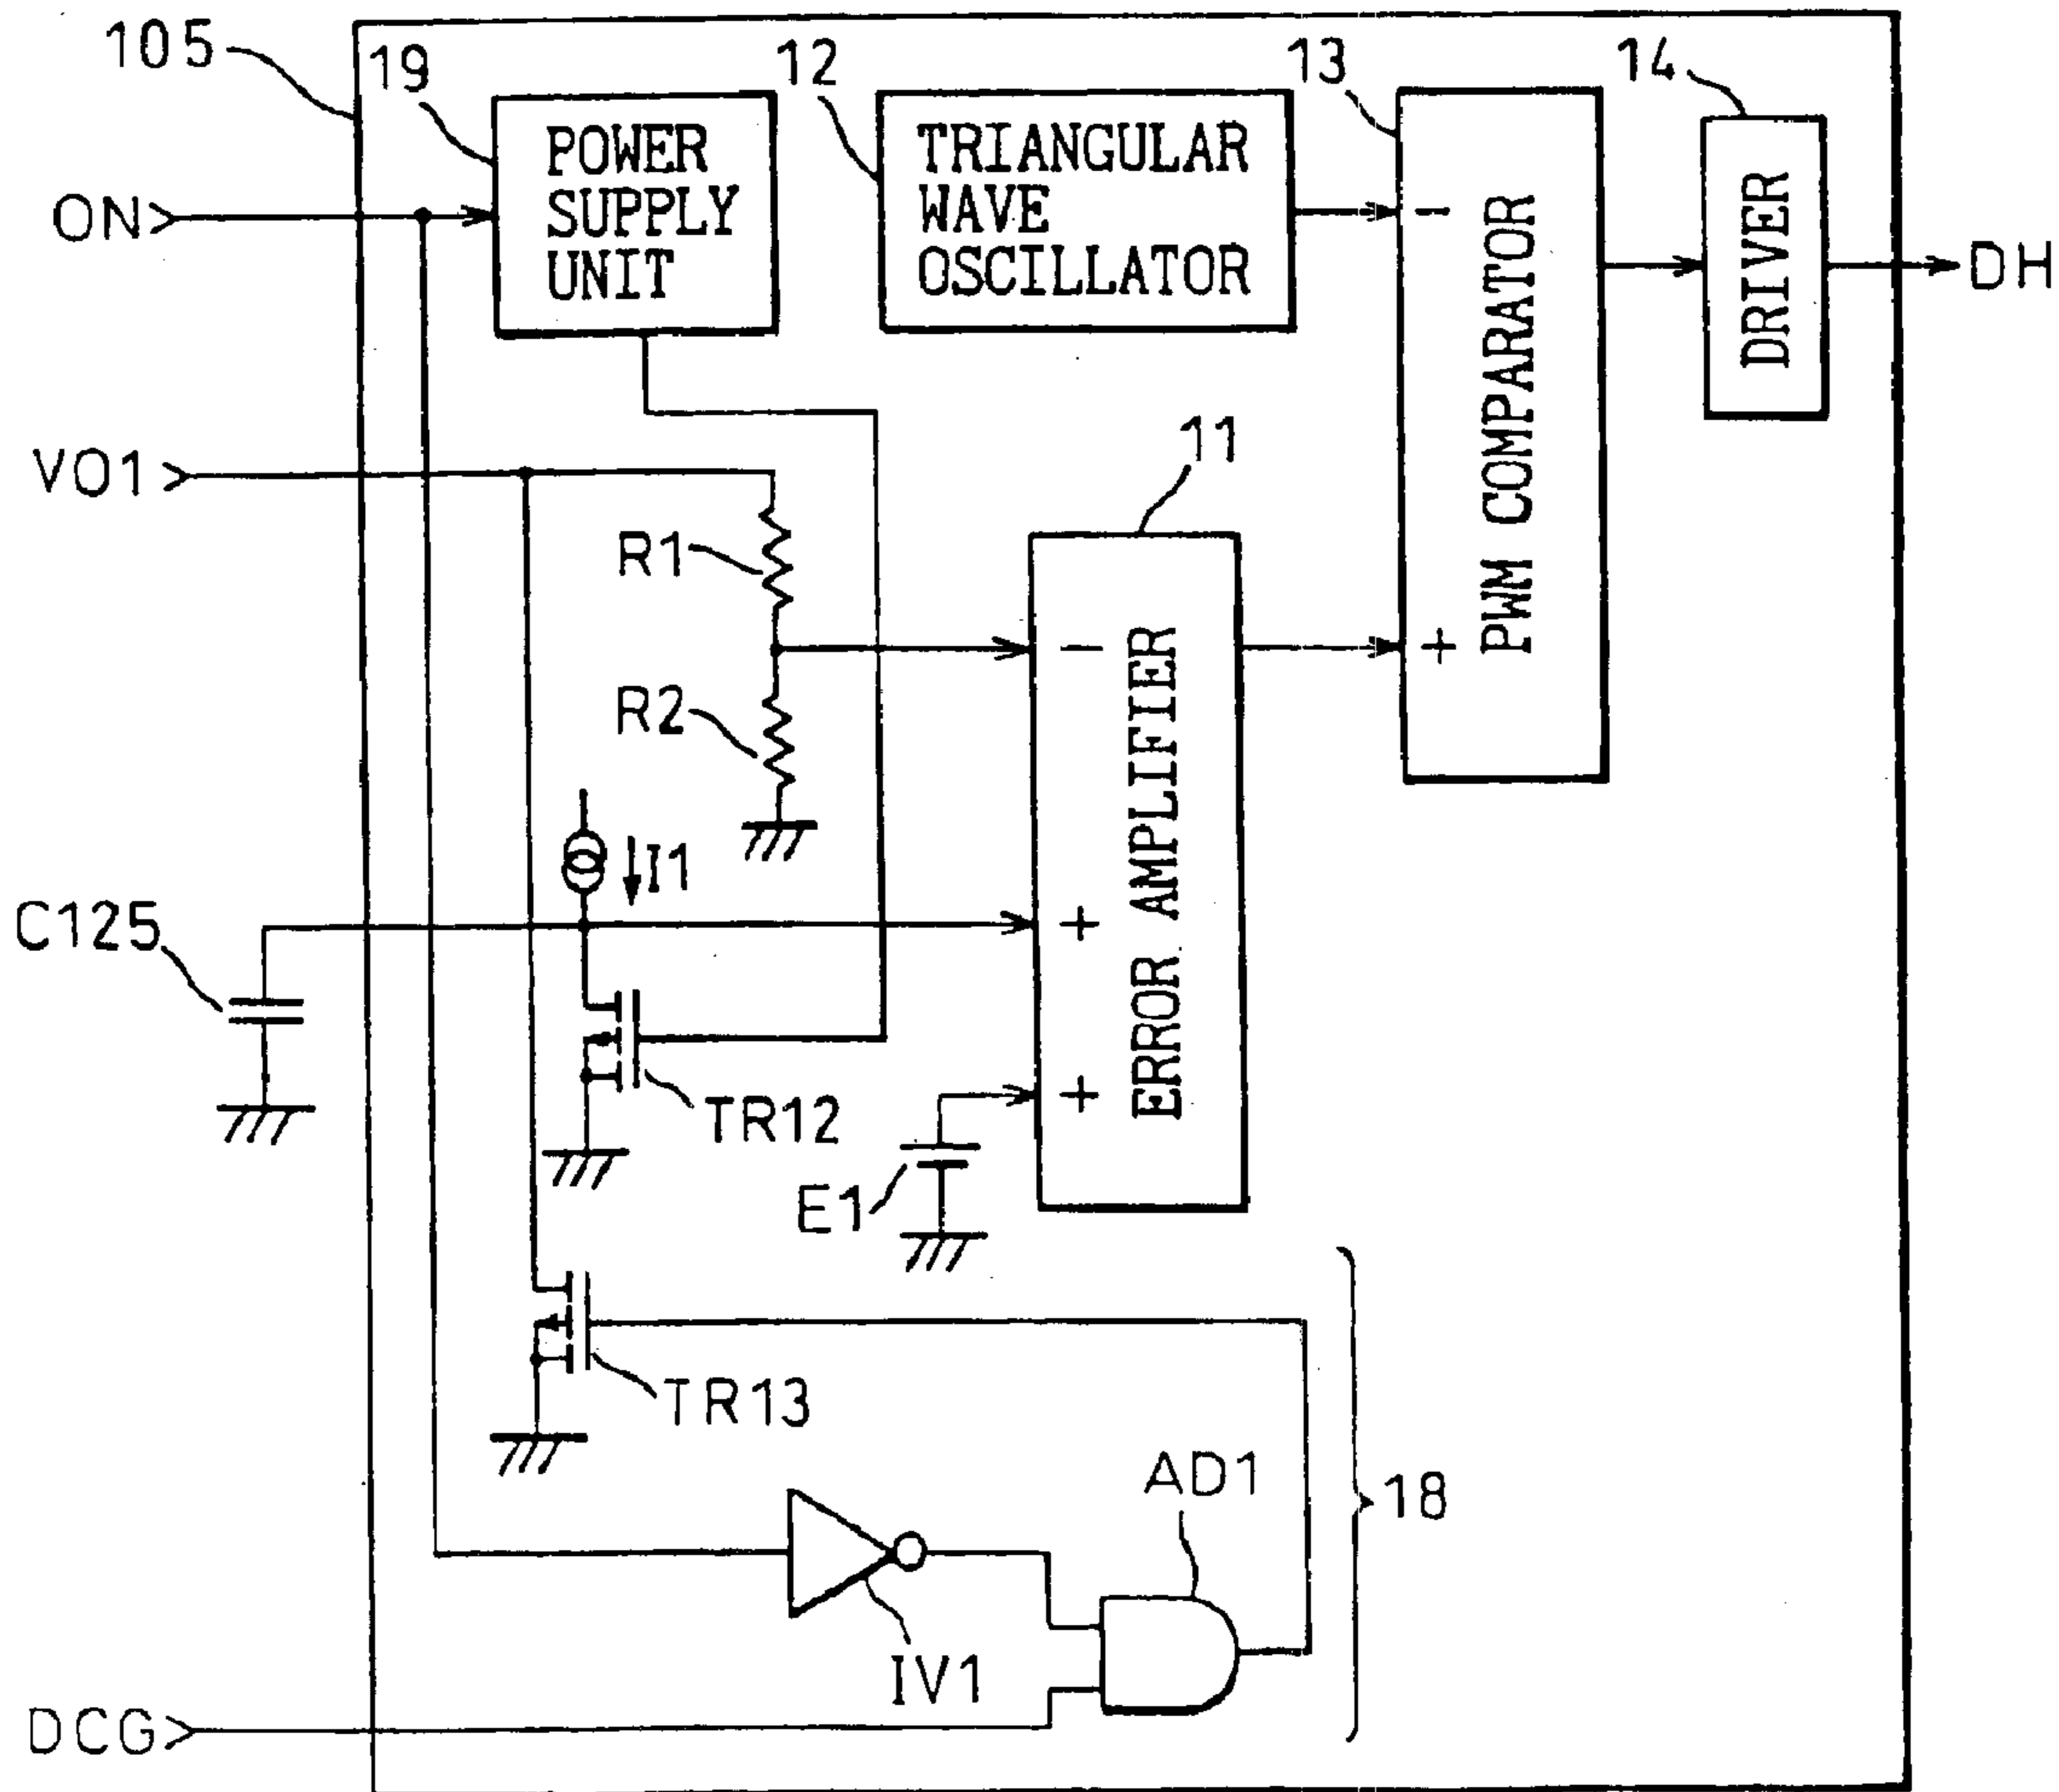 105
19
12
13
14
POWER
SUPPLY
UNIT
TRIANGULAR
WAVE
OSCILLATOR
-
PWM COMPARATOR
+
DRIVER
ON
DH
VO1
R1
R2
11
-
+
+
ERROR AMPLIFIER
I1
C125
TR12
E1
TR13
AD1
18
IV1
DCG